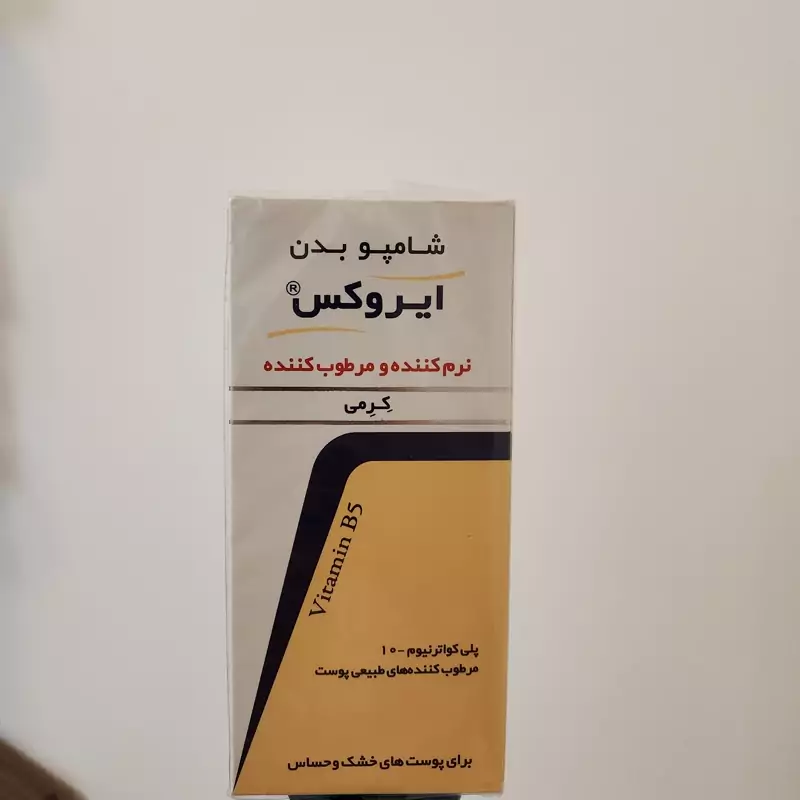 شامپو بدن
ایروکس®
نرم‌کننده و مرطوب‌کننده
کِرِمی
Vitamin B5
پلی کواترنیوم -۱۰
مرطوب کننده‌های طبیعی پوست
برای پوست های خشک و حساس